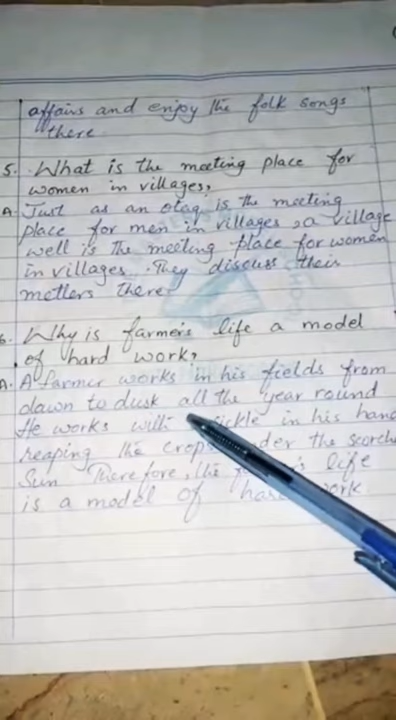 affairs and enjoy the folk songs
there
5. What is the meeting place for
women in villages,
A. Just as an otaq is the meeting
place for men in villages, a village
well is the meeting place for women
in villages. They discuss their
metlers there
6. Why is farmer's life a model
of hard work,
A. A farmer works in his fields from
dawn to dusk all the year round
He works with sickle in his hand
reaping the crops under the scorch
Sun Therefore, the life
is a model of hard work